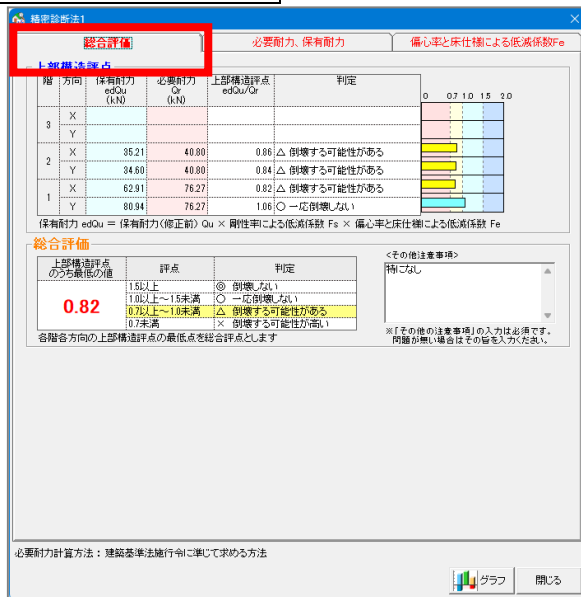 精密診断法1
総合評価 必要耐力、保有耐力 偏心率と床仕様による低減係数Fe
上部構造評点
階 方向 保有耐力 edQu (kN) 必要耐力 Qr (kN) 上部構造評点 edQu/Qr 判定 0 0.7 1.0 1.5 2.0
3 X
Y
2 X 35.21 40.80 0.86 △ 倒壊する可能性がある
Y 34.60 40.80 0.84 △ 倒壊する可能性がある
1 X 62.91 76.27 0.82 △ 倒壊する可能性がある
Y 80.94 76.27 1.06 ○ 一応倒壊しない
保有耐力 edQu = 保有耐力(修正前) Qu × 剛性率による低減係数 Fs × 偏心率と床仕様による低減係数 Fe
総合評価
上部構造評点のうち最低の値 評点 判定
0.82
1.5以上 ◎ 倒壊しない
1.0以上~1.5未満 ○ 一応倒壊しない
0.7以上~1.0未満 △ 倒壊する可能性がある
0.7未満 × 倒壊する可能性が高い
各階各方向の上部構造評点の最低点を総合評点とします
<その他注意事項>
特になし
※「その他の注意事項」の入力は必須です。
問題が無い場合はその旨を入力ください。
必要耐力計算方法：建築基準法施行令に準じて求める方法
グラフ 閉じる